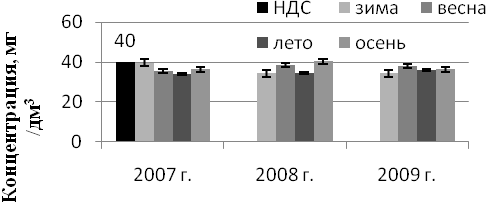 60
НДС зима весна
40
лето осень
40
20
0
2007 г. 2008 г. 2009 г.
Концентрация, мг
/дм³